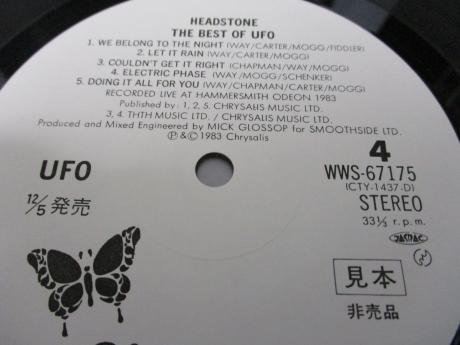 HEADSTONE
THE BEST OF UFO
1. WE BELONG TO THE NIGHT (WAY/CARTER/MOGG/FIDDLER)
2. LET IT RAIN (WAY/CARTER/MOGG)
3. COULDN'T GET IT RIGHT (CHAPMAN/WAY/MOGG)
4. ELECTRIC PHASE (WAY/MOGG/SCHENKER)
5. DOING IT ALL FOR YOU (WAY/CHAPMAN/CARTER/MOGG)
RECORDED LIVE AT HAMMERSMITH ODEON 1983
Published by: 1, 2, 5. CHRYSALIS MUSIC LTD.
3, 4. THTH MUSIC LTD. / CHRYSALIS MUSIC LTD.
Produced and Mixed Engineered by MICK GLOSSOP for SMOOTHSIDE LTD.
Ⓟ&© 1983 Chrysalis
UFO
12/5 発売
4
WWS-67175
(CTY-1437-D)
STEREO
33⅓ r.p.m.
JASRAC
見本
非売品